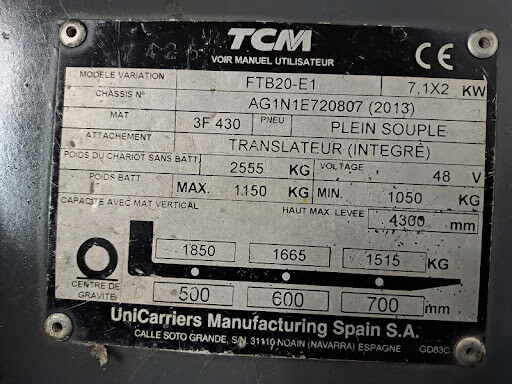 TCM
VOIR MANUEL UTILISATEUR
CE
MODELE VARIATION FTB20-E1 7,1X2 KW
CHASSIS Nº AG1N1E720807 (2013)
MAT 3F 430 PNEU PLEIN SOUPLE
ATTACHEMENT TRANSLATEUR (INTEGRÈ)
POIDS DU CHARIOT SANS BATT 2555 KG VOLTAGE 48 V
POIDS BATT MAX. 1150 KG MIN. 1050 KG
CAPACITE AVEC MAT VERTICAL HAUT MAX LEVEE 4300 mm
1850 1665 1515 KG
CENTRE DE GRAVITE 500 600 700 mm
UniCarriers Manufacturing Spain S.A.
CALLE SOTO GRANDE, S/N. 31110 NOAIN (NAVARRA) ESPAGNE GD83C